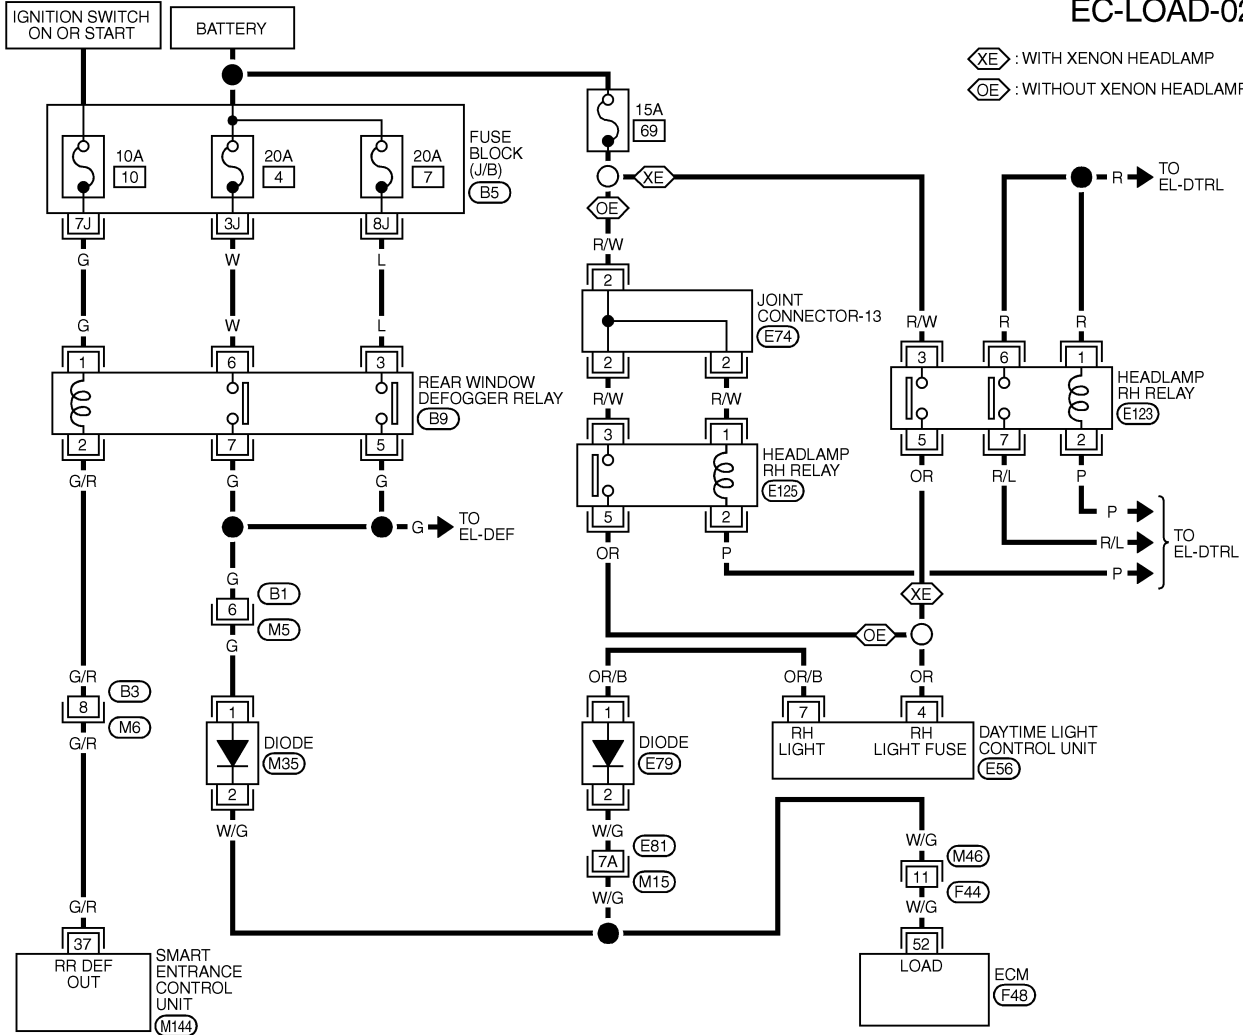 EC-LOAD-02
IGNITION SWITCH
ON OR START
BATTERY
XE : WITH XENON HEADLAMP
OE : WITHOUT XENON HEADLAMP
10A
10
20A
4
20A
7
FUSE
BLOCK
(J/B)
B5
15A
69
XE
OE
R/W
R
TO
EL-DTRL
7J
3J
8J
G
W
L
G
W
L
2
JOINT
CONNECTOR-13
E74
2
2
R/W
R/W
R/W
R
R
1
6
3
REAR WINDOW
DEFOGGER RELAY
B9
2
7
5
G/R
G
G
3
1
HEADLAMP
RH RELAY
E125
5
2
OR
P
3
6
1
HEADLAMP
RH RELAY
E123
5
7
2
OR
R/L
P
P
R/L
P
TO
EL-DTRL
G
TO
EL-DEF
G
6
B1
M5
G
XE
OE
G/R
8
B3
M6
G/R
OR/B
OR/B
OR
1
DIODE
M35
2
W/G
1
DIODE
E79
2
W/G
7
4
RH
LIGHT
RH
LIGHT FUSE
DAYTIME LIGHT
CONTROL UNIT
E56
7A
E81
M15
W/G
W/G
11
M46
F44
W/G
G/R
37
RR DEF
OUT
SMART
ENTRANCE
CONTROL
UNIT
M144
52
LOAD
ECM
F48